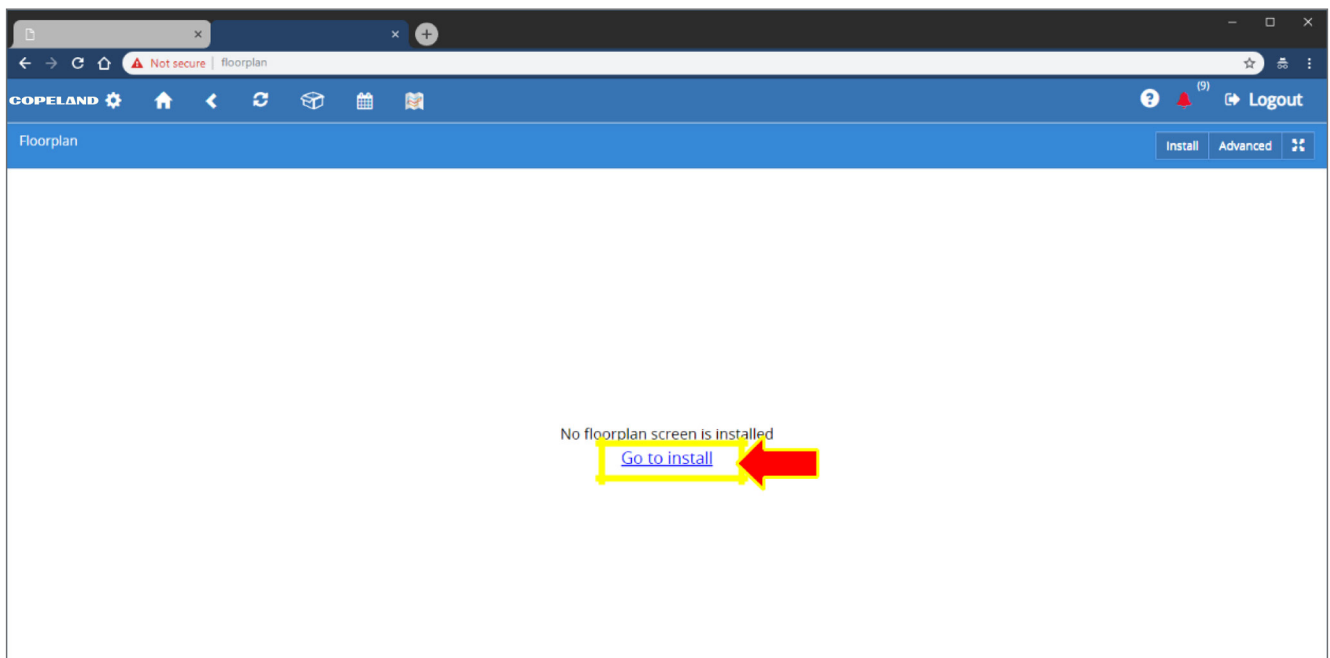 Not secure | floorplan
COPELAND
? (9) Logout
Floorplan
Install Advanced
No floorplan screen is installed
Go to install